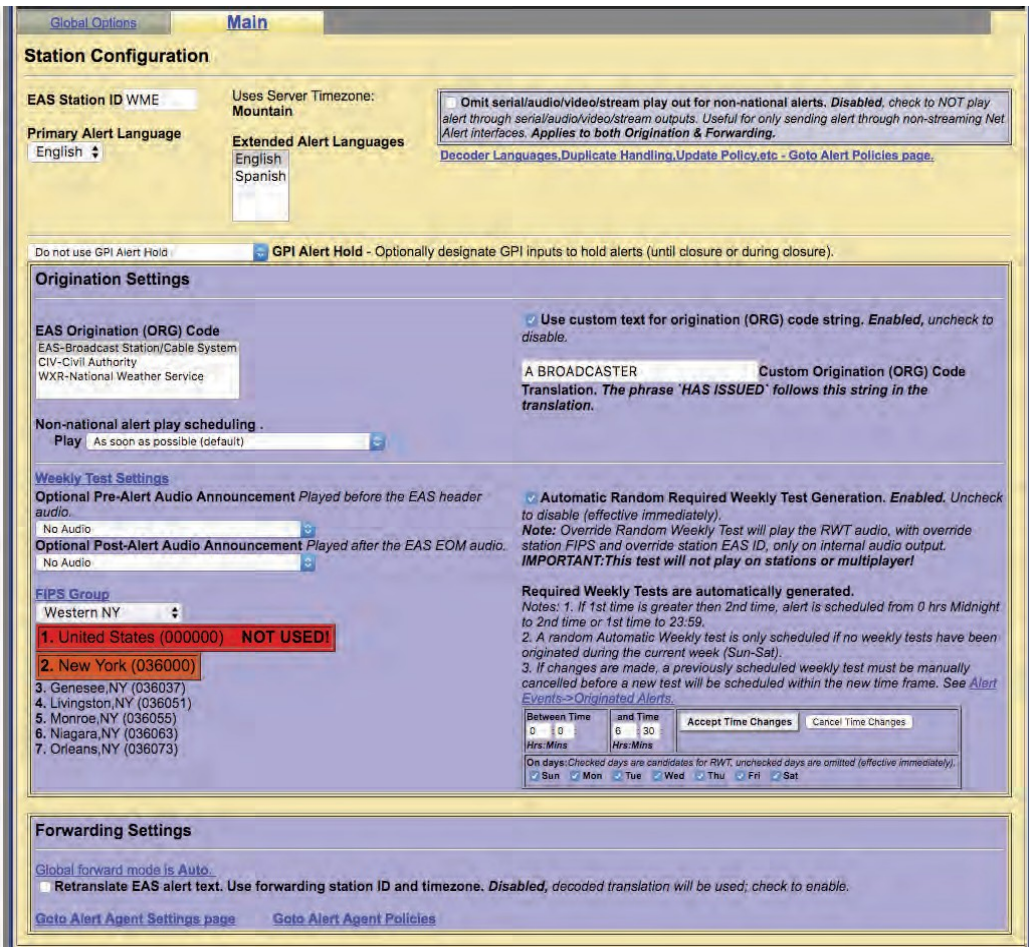 Global Options
Main
Station Configuration
EAS Station ID WME
Uses Server Timezone:
Mountain
Primary Alert Language
English
Extended Alert Languages
English
Spanish
Omit serial/audio/video/stream play out for non-national alerts. Disabled, check to NOT play
alert through serial/audio/video/stream outputs. Useful for only sending alert through non-streaming Net
Alert interfaces. Applies to both Origination & Forwarding.
Decoder Languages,Duplicate Handling,Update Policy,etc - Goto Alert Policies page.
Do not use GPI Alert Hold
GPI Alert Hold - Optionally designate GPI inputs to hold alerts (until closure or during closure).
Origination Settings
EAS Origination (ORG) Code
EAS-Broadcast Station/Cable System
CIV-Civil Authority
WXR-National Weather Service
Use custom text for origination (ORG) code string. Enabled, uncheck to
disable.
A BROADCASTER Custom Origination (ORG) Code
Translation. The phrase `HAS ISSUED` follows this string in the
translation.
Non-national alert play scheduling .
Play As soon as possible (default)
Weekly Test Settings
Optional Pre-Alert Audio Announcement Played before the EAS header
audio.
No Audio
Optional Post-Alert Audio Announcement Played after the EAS EOM audio.
No Audio
Automatic Random Required Weekly Test Generation. Enabled. Uncheck
to disable (effective immediately).
Note: Override Random Weekly Test will play the RWT audio, with override
station FIPS and override station EAS ID, only on internal audio output.
IMPORTANT:This test will not play on stations or multiplayer!
FIPS Group
Western NY
1. United States (000000) NOT USED!
2. New York (036000)
3. Genesee,NY (036037)
4. Livingston,NY (036051)
5. Monroe,NY (036055)
6. Niagara,NY (036063)
7. Orleans,NY (036073)
Required Weekly Tests are automatically generated.
Notes: 1. If 1st time is greater then 2nd time, alert is scheduled from 0 hrs Midnight
to 2nd time or 1st time to 23:59.
2. A random Automatic Weekly test is only scheduled if no weekly tests have been
originated during the current week (Sun-Sat).
3. If changes are made, a previously scheduled weekly test must be manually
cancelled before a new test will be scheduled within the new time frame. See Alert
Events->Originated Alerts.
Between Time
0 0
Hrs:Mins
and Time
6 30
Hrs:Mins
Accept Time Changes
Cancel Time Changes
On days:Checked days are candidates for RWT, unchecked days are omitted (effective immediately).
Sun Mon Tue Wed Thu Fri Sat
Forwarding Settings
Global forward mode is Auto.
Retranslate EAS alert text. Use forwarding station ID and timezone. Disabled, decoded translation will be used; check to enable.
Goto Alert Agent Settings page
Goto Alert Agent Policies